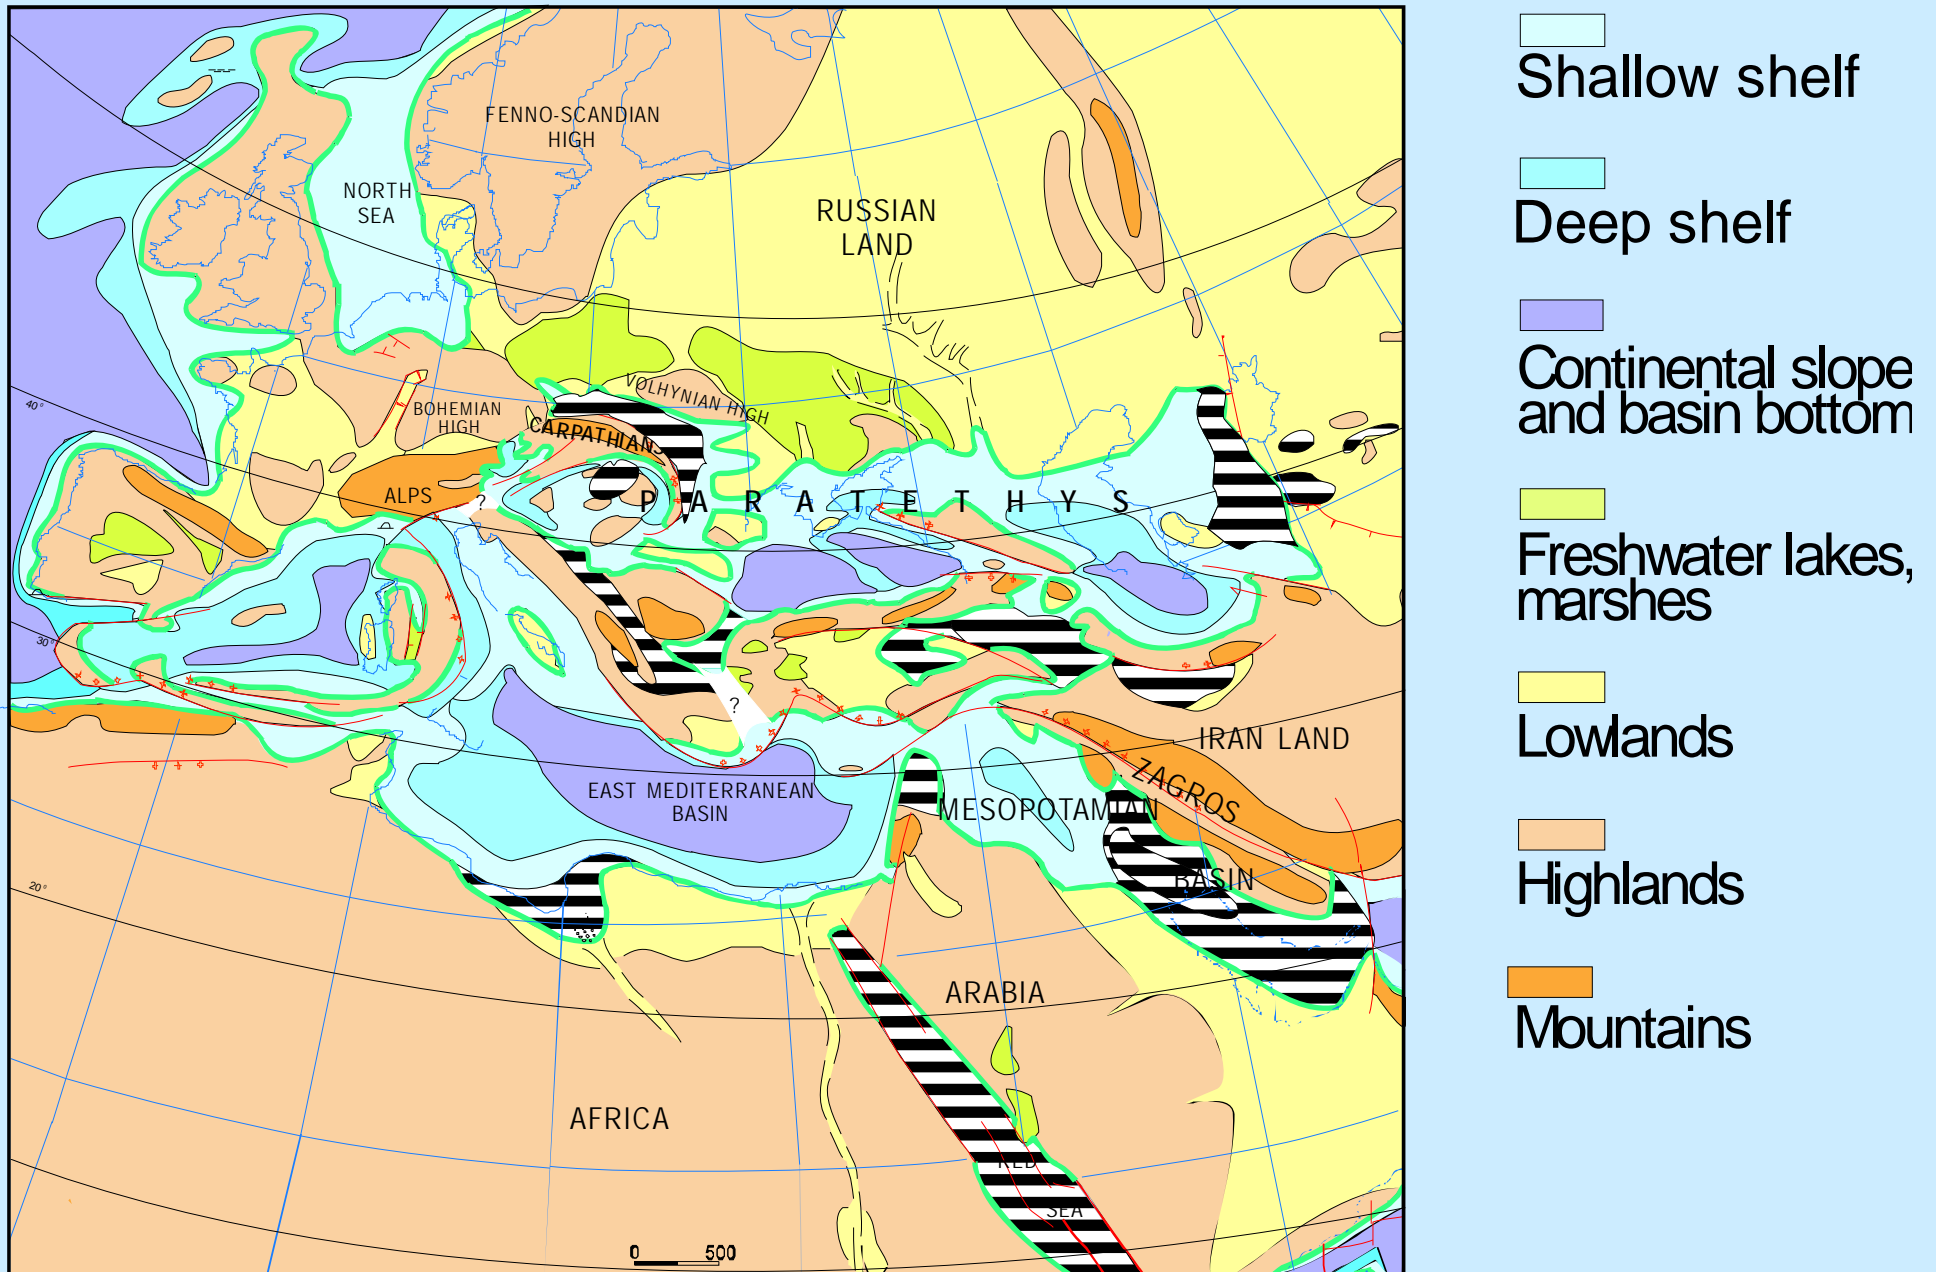 FENNO-SCANDIAN
HIGH
NORTH
SEA
RUSSIAN
LAND
VOLHYNIAN HIGH
BOHEMIAN
HIGH
CARPATHIANS
ALPS
?
PARATETHYS
40°
30°
20°
?
IRAN LAND
ZAGROS
EAST MEDITERRANEAN
BASIN
MESOPOTAMIAN
BASIN
ARABIA
AFRICA
RED
SEA
0 500
Shallow shelf
Deep shelf
Continental slope
and basin bottom
Freshwater lakes,
marshes
Lowlands
Highlands
Mountains